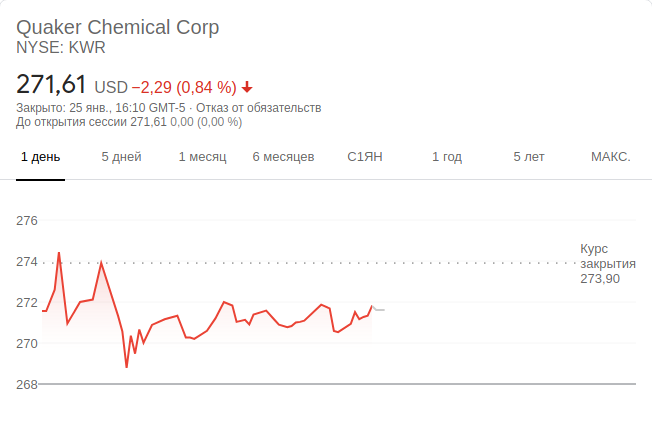 Quaker Chemical Corp
NYSE: KWR
271,61 USD −2,29 (0,84 %)
Закрыто: 25 янв., 16:10 GMT-5 · Отказ от обязательств
До открытия сессии 271,61 0,00 (0,00 %)
1 день 5 дней 1 месяц 6 месяцев С1ЯН 1 год 5 лет МАКС.
276
274
272
270
268
Курс
закрытия
273,90